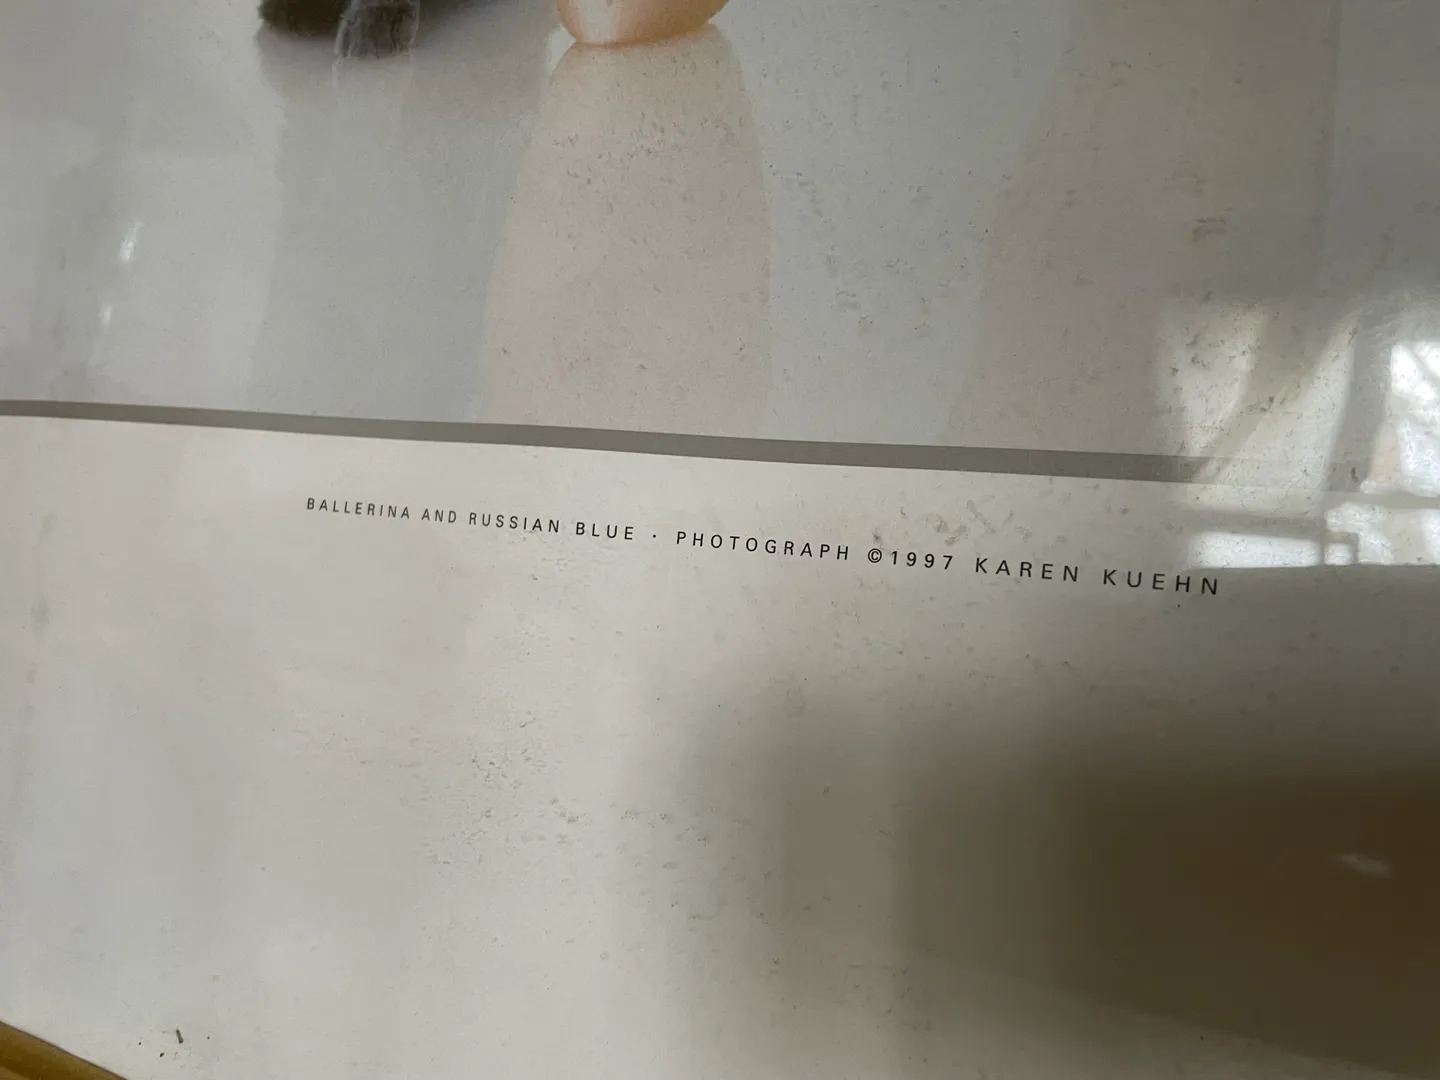 BALLERINA AND RUSSIAN BLUE · PHOTOGRAPH ©1997 KAREN KUEHN